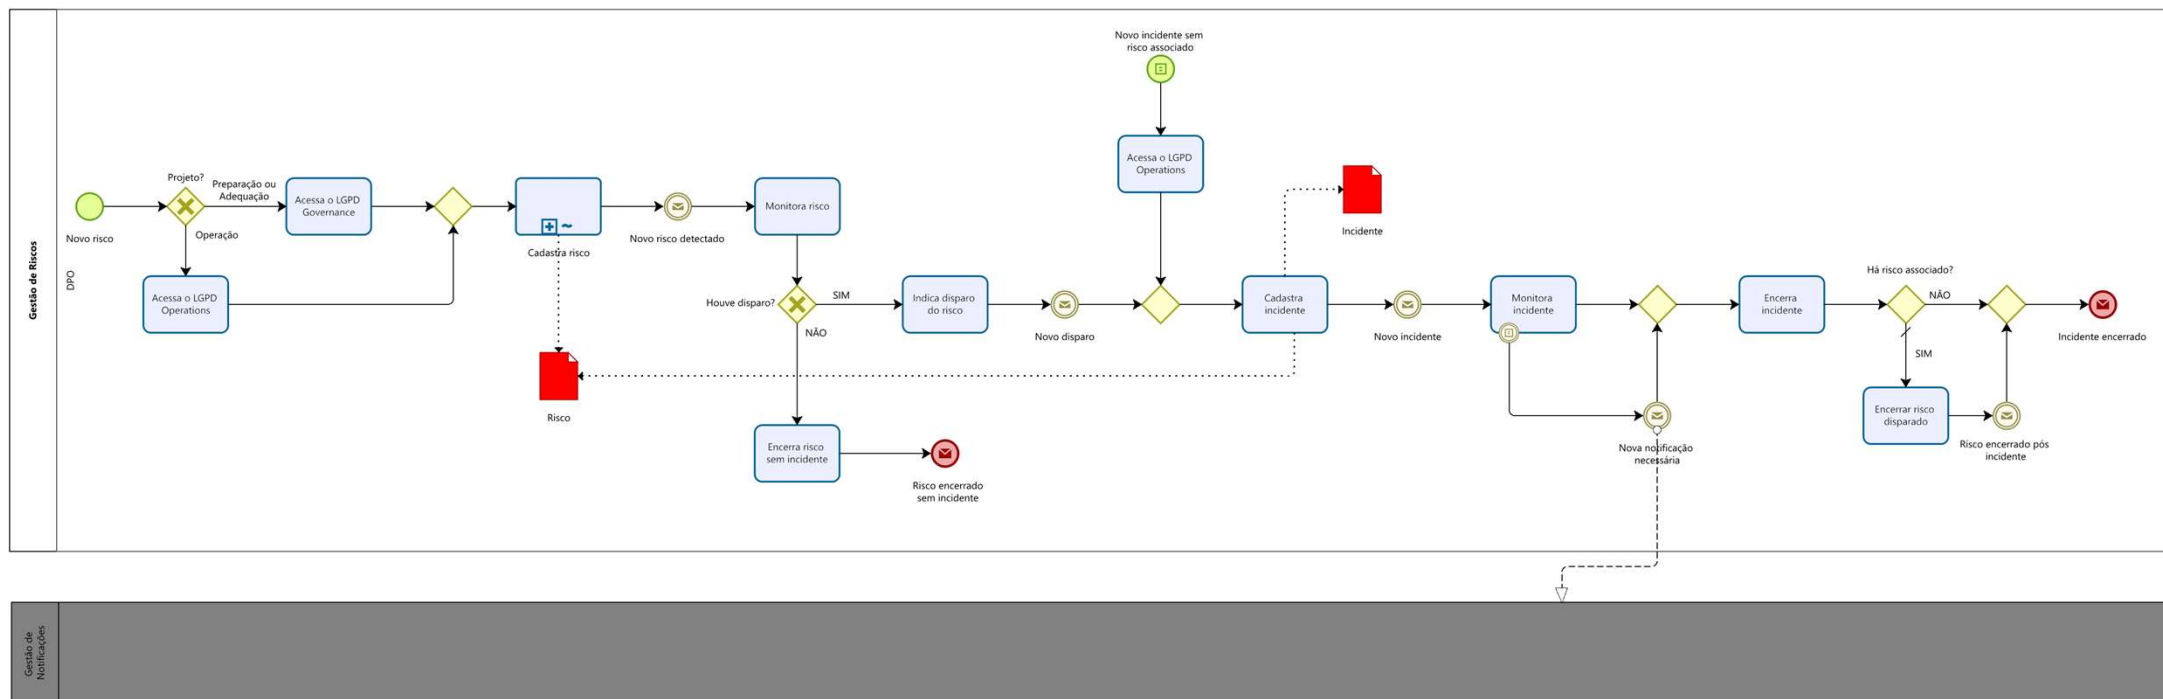 Gestão de Riscos
DPO
Novo incidente sem
risco associado
Acessa o LGPD
Operations
Projeto?
Preparação ou
Adequação
Operação
Novo risco
Acessa o LGPD
Governance
Acessa o LGPD
Operations
Cadastra risco
Novo risco detectado
Monitora risco
Houve disparo?
SIM
NÃO
Indica disparo
do risco
Novo disparo
Cadastra
incidente
Incidente
Novo incidente
Monitora
incidente
Encerra
incidente
Há risco associado?
NÃO
SIM
Incidente encerrado
Risco
Encerra risco
sem incidente
Risco encerrado
sem incidente
Nova notificação
necessária
Encerrar risco
disparado
Risco encerrado pós
incidente
Gestão de
Notificações